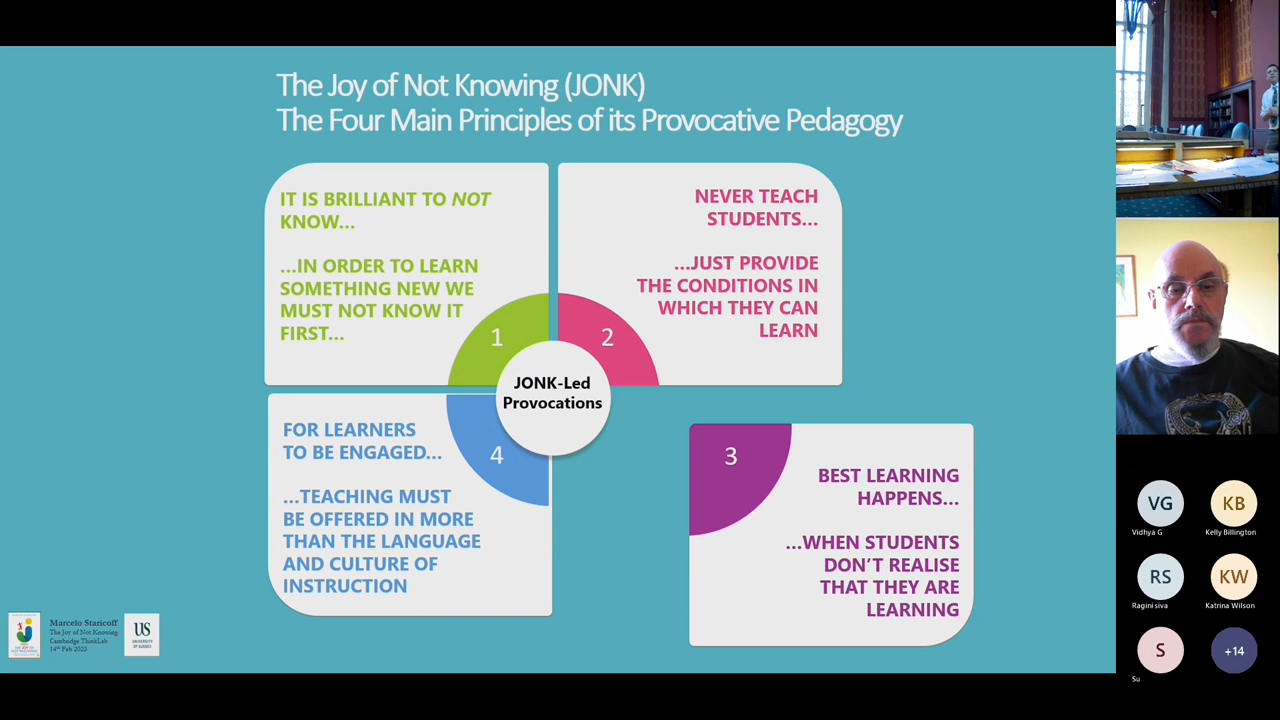 The Joy of Not Knowing (JONK)
The Four Main Principles of its Provocative Pedagogy
IT IS BRILLIANT TO NOT
KNOW...
...IN ORDER TO LEARN
SOMETHING NEW WE
MUST NOT KNOW IT
FIRST...
1
NEVER TEACH
STUDENTS...
...JUST PROVIDE
THE CONDITIONS IN
WHICH THEY CAN
LEARN
2
JONK-Led
Provocations
3
BEST LEARNING
HAPPENS...
...WHEN STUDENTS
DON'T REALISE
THAT THEY ARE
LEARNING
4
FOR LEARNERS
TO BE ENGAGED...
...TEACHING MUST
BE OFFERED IN MORE
THAN THE LANGUAGE
AND CULTURE OF
INSTRUCTION
Marcelo Staricoff
The Joy of Not Knowing
Cambridge ThinkLab
14th Feb 2023
US
UNIVERSITY
OF SUSSEX
VG
Vidhya G
KB
Kelly Billington
RS
Ragini siva
KW
Katrina Wilson
S
Su
+14